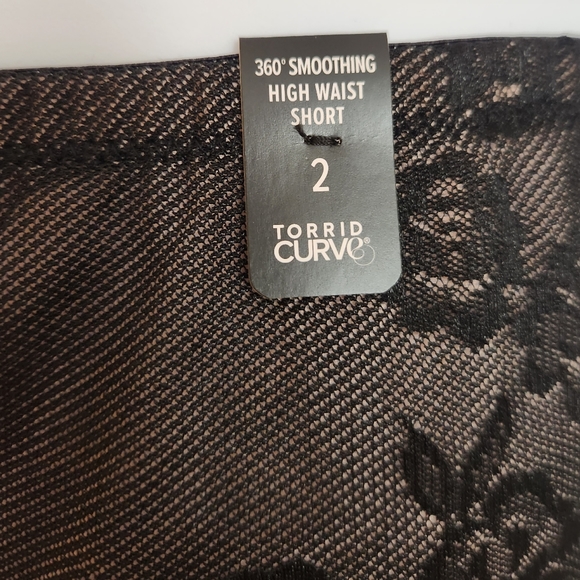 360° SMOOTHING
HIGH WAIST
SHORT
2
TORRID
CURVE®